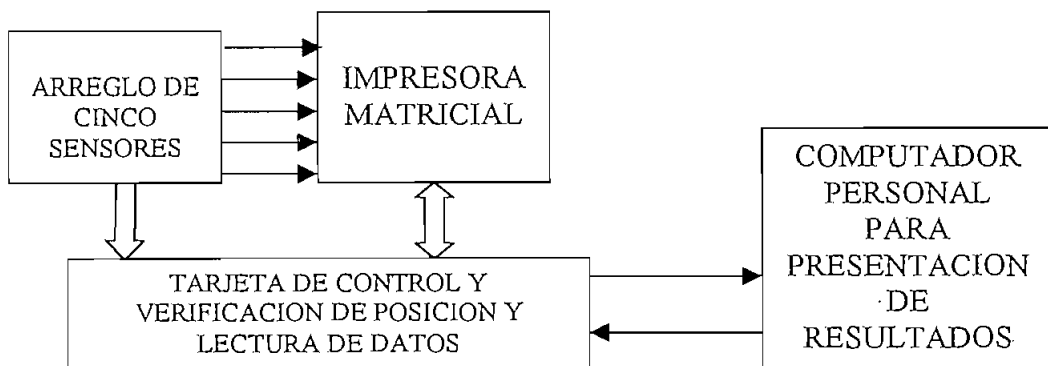 ARREGLO DE
CINCO
SENSORES
IMPRESORA
MATRICIAL
TARJETA DE CONTROL Y
VERIFICACION DE POSICION Y
LECTURA DE DATOS
COMPUTADOR
PERSONAL
PARA
PRESENTACION
DE
RESULTADOS